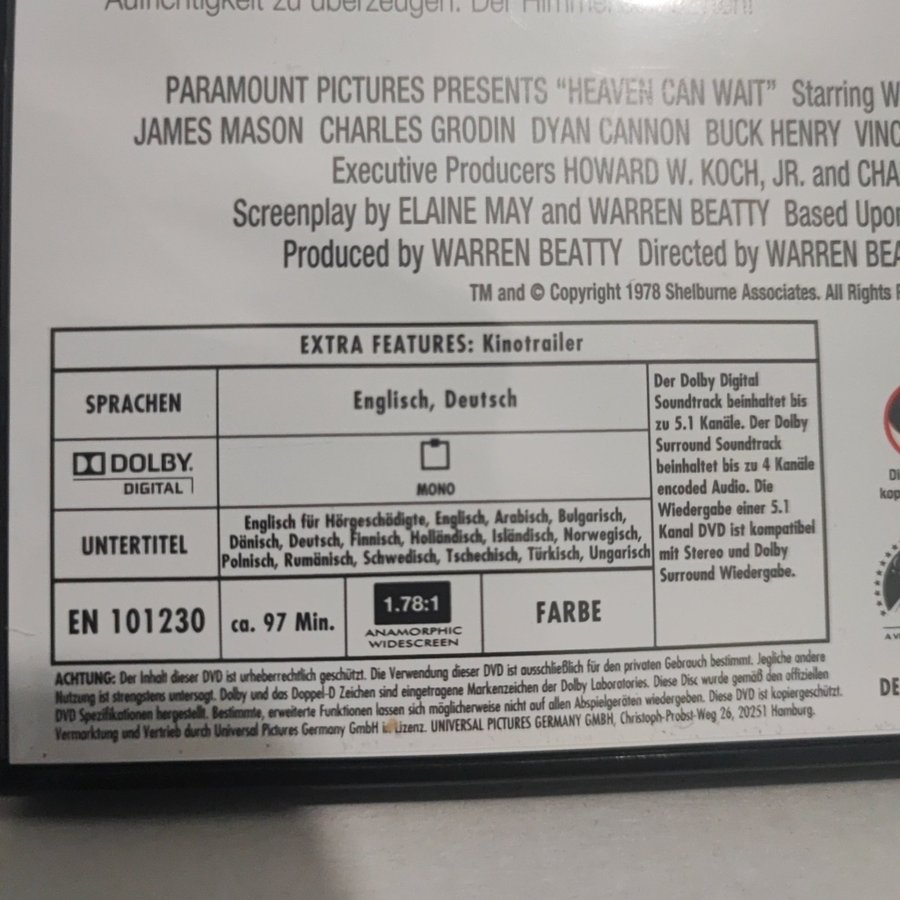 Aufrichtigkeit zu überzeugen. Der
PARAMOUNT PICTURES PRESENTS “HEAVEN CAN WAIT” Starring W
JAMES MASON CHARLES GRODIN DYAN CANNON BUCK HENRY VINC
Executive Producers HOWARD W. KOCH, JR. and CHA
Screenplay by ELAINE MAY and WARREN BEATTY Based Upon
Produced by WARREN BEATTY Directed by WARREN BEA
TM and © Copyright 1978 Shelburne Associates. All Rights R
EXTRA FEATURES: Kinotrailer
SPRACHEN
Englisch, Deutsch
DOLBY.
DIGITAL
MONO
UNTERTITEL
Englisch für Hörgeschädigte, Englisch, Arabisch, Bulgarisch,
Dänisch, Deutsch, Finnisch, Holländisch, Isländisch, Norwegisch,
Polnisch, Rumänisch, Schwedisch, Tschechisch, Türkisch, Ungarisch
EN 101230
ca. 97 Min.
1.78:1
ANAMORPHIC
WIDESCREEN
FARBE
Der Dolby Digital
Soundtrack beinhaltet bis
zu 5.1 Kanäle. Der Dolby
Surround Soundtrack
beinhaltet bis zu 4 Kanäle
encoded Audio. Die
Wiedergabe einer 5.1
Kanal DVD ist kompatibel
mit Stereo und Dolby
Surround Wiedergabe.
DI
kop
A V
DE
ACHTUNG: Der Inhalt dieser DVD ist urheberrechtlich geschützt. Die Verwendung dieser DVD ist ausschließlich für den privaten Gebrauch bestimmt. Jegliche andere
Nutzung ist strengstens untersagt. Dolby und das Doppel-D Zeichen sind eingetragene Markenzeichen der Dolby Laboratories. Diese Disc wurde gemäß den offiziellen
DVD Spezifikationen hergestellt. Bestimmte, erweiterte Funktionen lassen sich möglicherweise nicht auf allen Abspielgeräten wiedergeben. Diese DVD ist kopiergeschützt.
Vermarktung und Vertrieb durch Universal Pictures Germany GmbH in Lizenz. UNIVERSAL PICTURES GERMANY GMBH, Christoph-Probst-Weg 26, 20251 Hamburg.